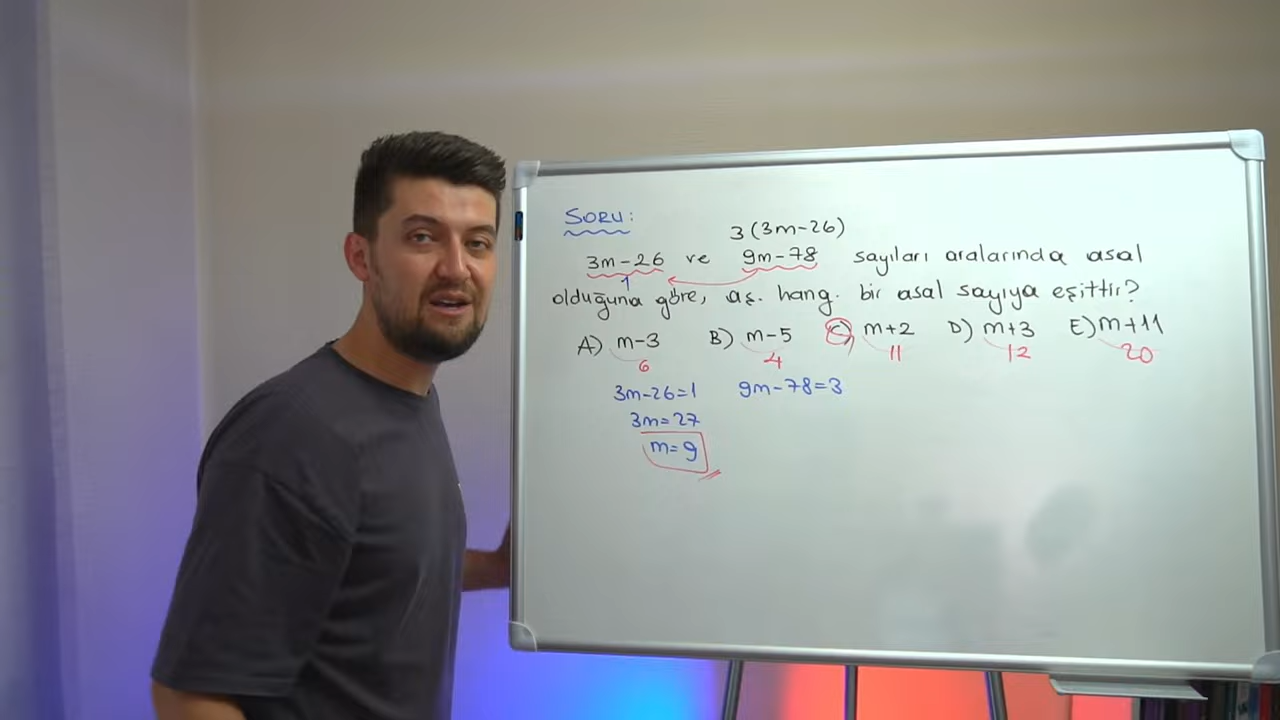 SORU:
3(3m-26)
3m-26 ve 9m-78 sayıları aralarında asal
1
olduğuna göre, aş. hang. bir asal sayıya eşittir?
A) m-3 B) m-5 C) m+2 D) m+3 E) m+11
6 4 11 12 20
3m-26=1 9m-78=3
3m=27
m=9